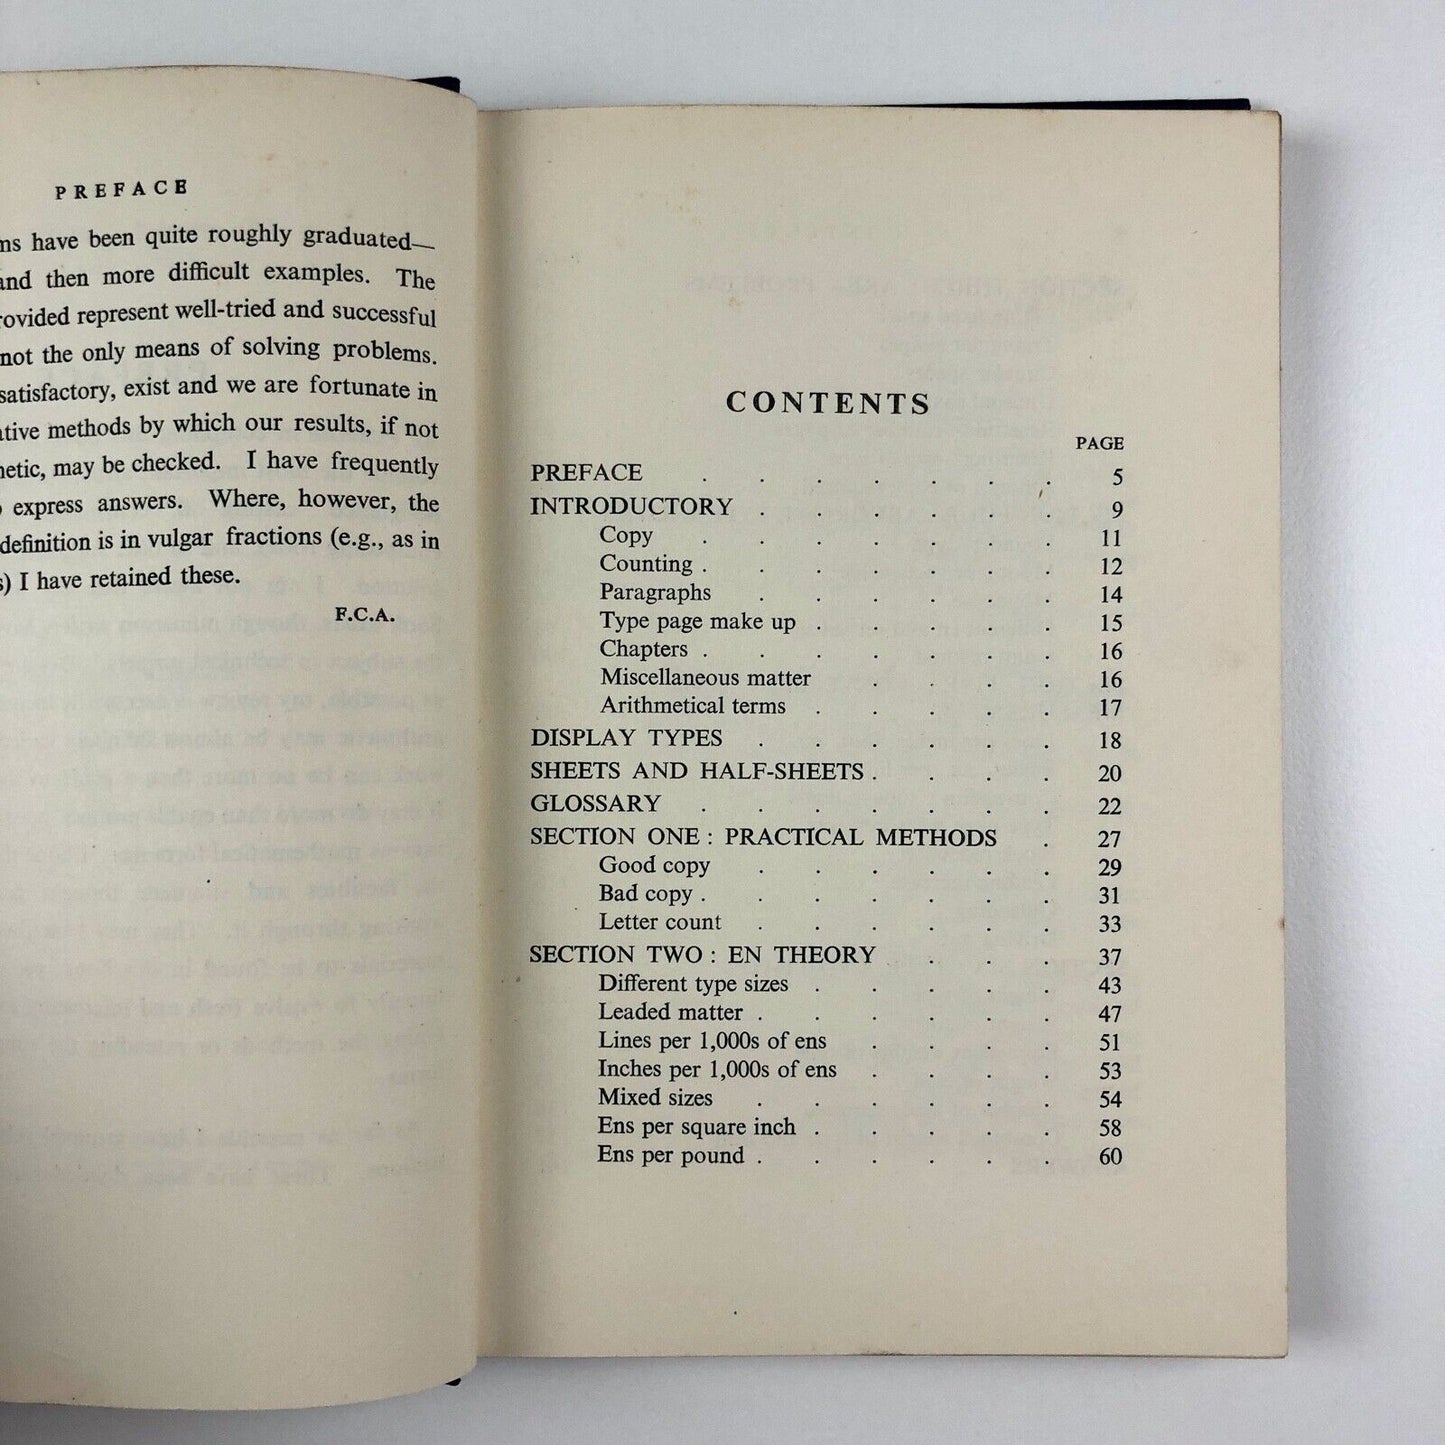 PREFACE
have been quite roughly graduated—
and then more difficult examples. The
represent well-tried and successful
not the only means of solving problems.
satisfactory, exist and we are fortunate in
methods by which our results, if not
may be checked. I have frequently
express answers. Where, however, the
definition is in vulgar fractions (e.g., as in
I have retained these.
F.C.A.
CONTENTS
PAGE
PREFACE . . . . . . . 5
INTRODUCTORY . . . . . . 9
Copy . . . . . . . 11
Counting . . . . . . . 12
Paragraphs . . . . . . 14
Type page make up . . . . . 15
Chapters . . . . . . . 16
Miscellaneous matter . . . . 16
Arithmetical terms . . . . . 17
DISPLAY TYPES . . . . . . 18
SHEETS AND HALF-SHEETS . . . . 20
GLOSSARY . . . . . . . 22
SECTION ONE : PRACTICAL METHODS . 27
Good copy . . . . . . 29
Bad copy . . . . . . . 31
Letter count . . . . . . 33
SECTION TWO : EN THEORY . . . . 37
Different type sizes . . . . . 43
Leaded matter . . . . . . 47
Lines per 1,000s of ens . . . . 51
Inches per 1,000s of ens . . . . 53
Mixed sizes . . . . . . 54
Ens per square inch . . . . . 58
Ens per pound . . . . . . 60